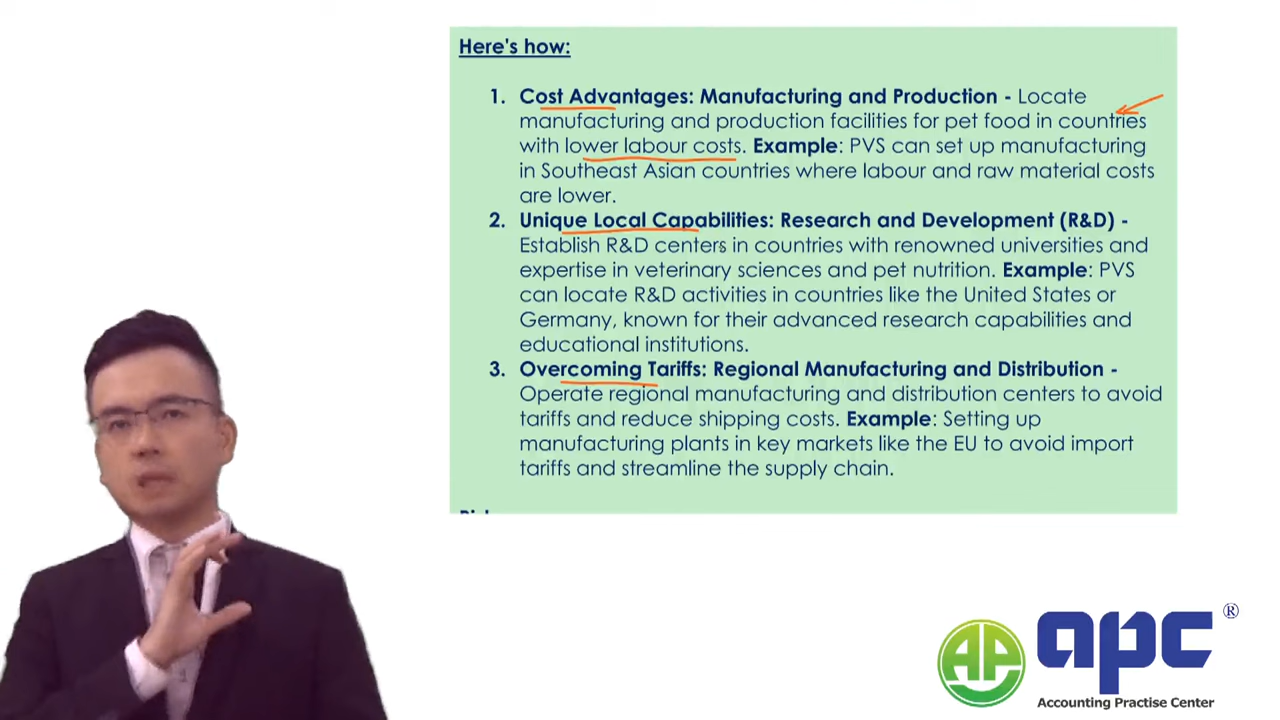 Here's how:
1. Cost Advantages: Manufacturing and Production - Locate
manufacturing and production facilities for pet food in countries
with lower labour costs. Example: PVS can set up manufacturing
in Southeast Asian countries where labour and raw material costs
are lower.
2. Unique Local Capabilities: Research and Development (R&D) -
Establish R&D centers in countries with renowned universities and
expertise in veterinary sciences and pet nutrition. Example: PVS
can locate R&D activities in countries like the United States or
Germany, known for their advanced research capabilities and
educational institutions.
3. Overcoming Tariffs: Regional Manufacturing and Distribution -
Operate regional manufacturing and distribution centers to avoid
tariffs and reduce shipping costs. Example: Setting up
manufacturing plants in key markets like the EU to avoid import
tariffs and streamline the supply chain.
AP apc ®
Accounting Practise Center